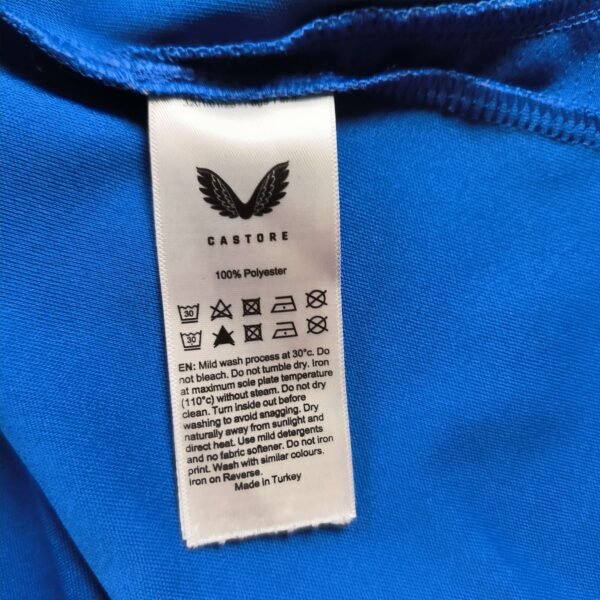 CASTORE
100% Polyester
30
30
EN: Mild wash process at 30°c. Do
not bleach. Do not tumble dry. Iron
at maximum sole plate temperature
(110°c) without steam. Do not dry
clean. Turn inside out before
washing to avoid snagging. Dry
naturally away from sunlight and
direct heat. Use mild detergents
and no fabric softener. Do not iron
print. Wash with similar colours.
iron on Reverse.
Made in Turkey